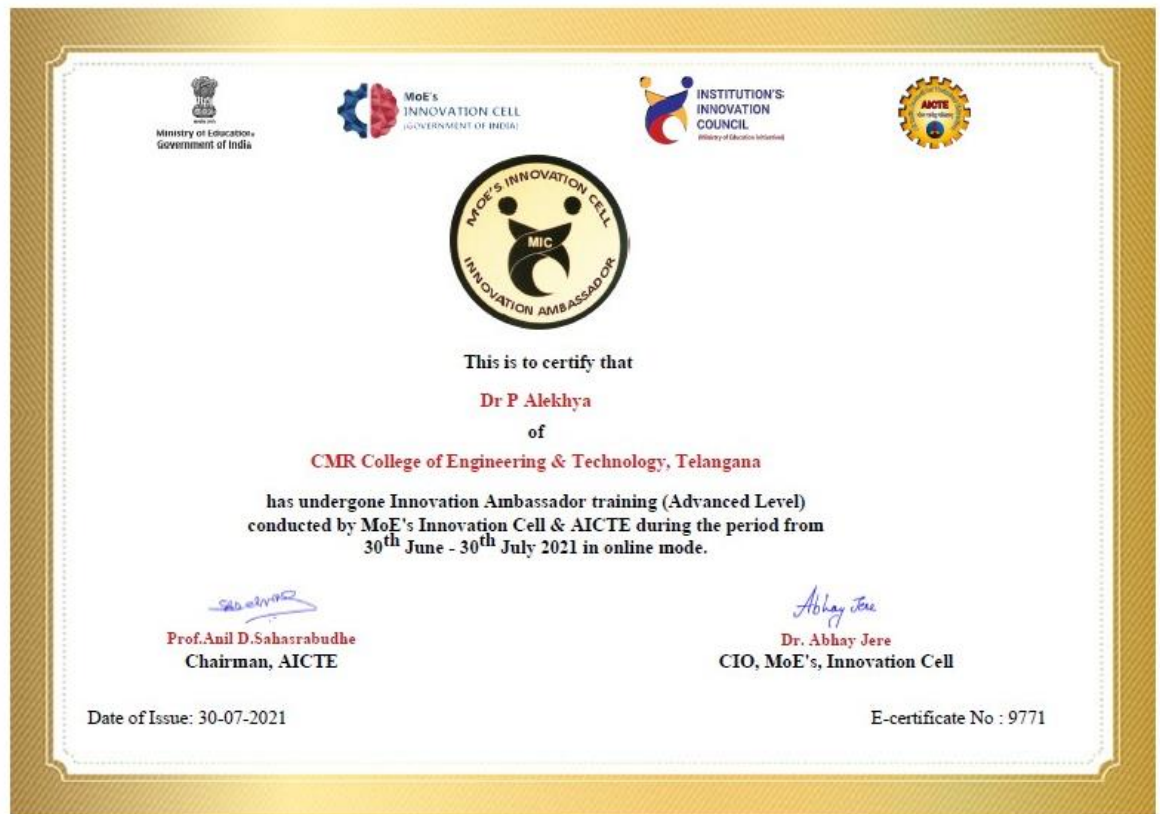 Ministry of Education
Government of India
MoE's
INNOVATION CELL
(GOVERNMENT OF INDIA)
INSTITUTION'S
INNOVATION
COUNCIL
(Ministry of Education Initiative)
AICTE
MOE'S INNOVATION CELL
MIC
INNOVATION AMBASSADOR
This is to certify that
Dr P Alekhya
of
CMR College of Engineering & Technology, Telangana
has undergone Innovation Ambassador training (Advanced Level)
conducted by MoE's Innovation Cell & AICTE during the period from
30th June - 30th July 2021 in online mode.
Abhay Jere
Prof.Anil D.Sahasrabudhe
Chairman, AICTE
Dr. Abhay Jere
CIO, MoE's, Innovation Cell
Date of Issue: 30-07-2021
E-certificate No : 9771